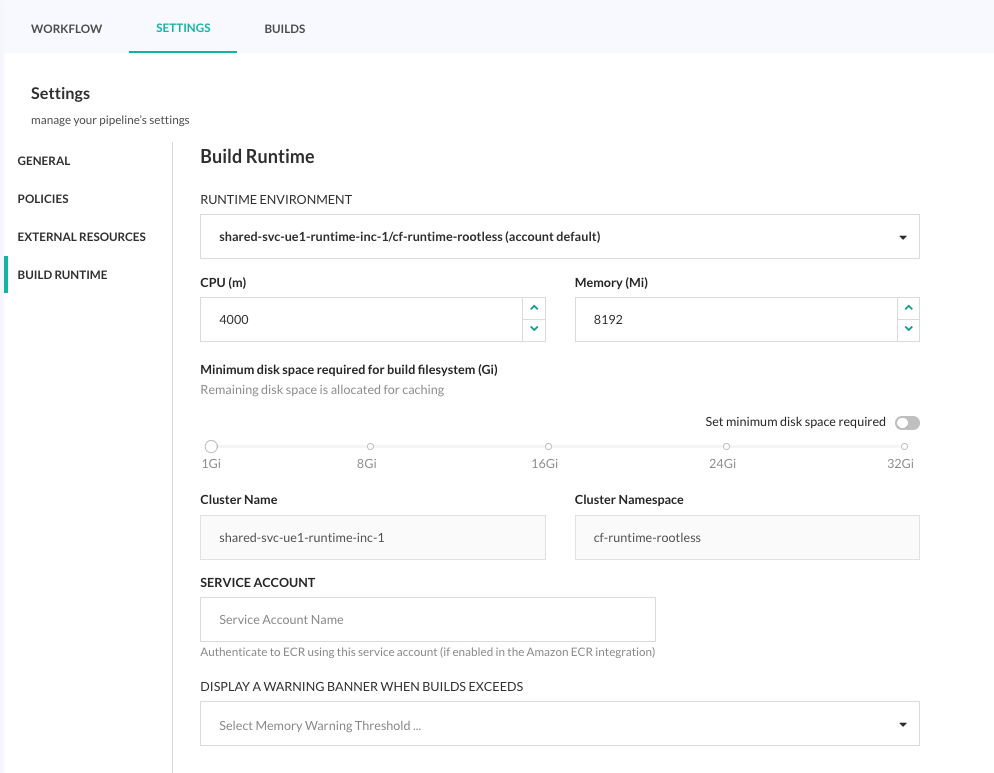 WORKFLOW
SETTINGS
BUILDS
Settings
manage your pipeline's settings
GENERAL
POLICIES
EXTERNAL RESOURCES
BUILD RUNTIME
Build Runtime
RUNTIME ENVIRONMENT
shared-svc-ue1-runtime-inc-1/cf-runtime-rootless (account default)
CPU (m)
Memory (Mi)
4000
8192
Minimum disk space required for build filesystem (Gi)
Remaining disk space is allocated for caching
Set minimum disk space required
1Gi
8Gi
16Gi
24Gi
32Gi
Cluster Name
Cluster Namespace
shared-svc-ue1-runtime-inc-1
cf-runtime-rootless
SERVICE ACCOUNT
Service Account Name
Authenticate to ECR using this service account (if enabled in the Amazon ECR integration)
DISPLAY A WARNING BANNER WHEN BUILDS EXCEEDS
Select Memory Warning Threshold ...